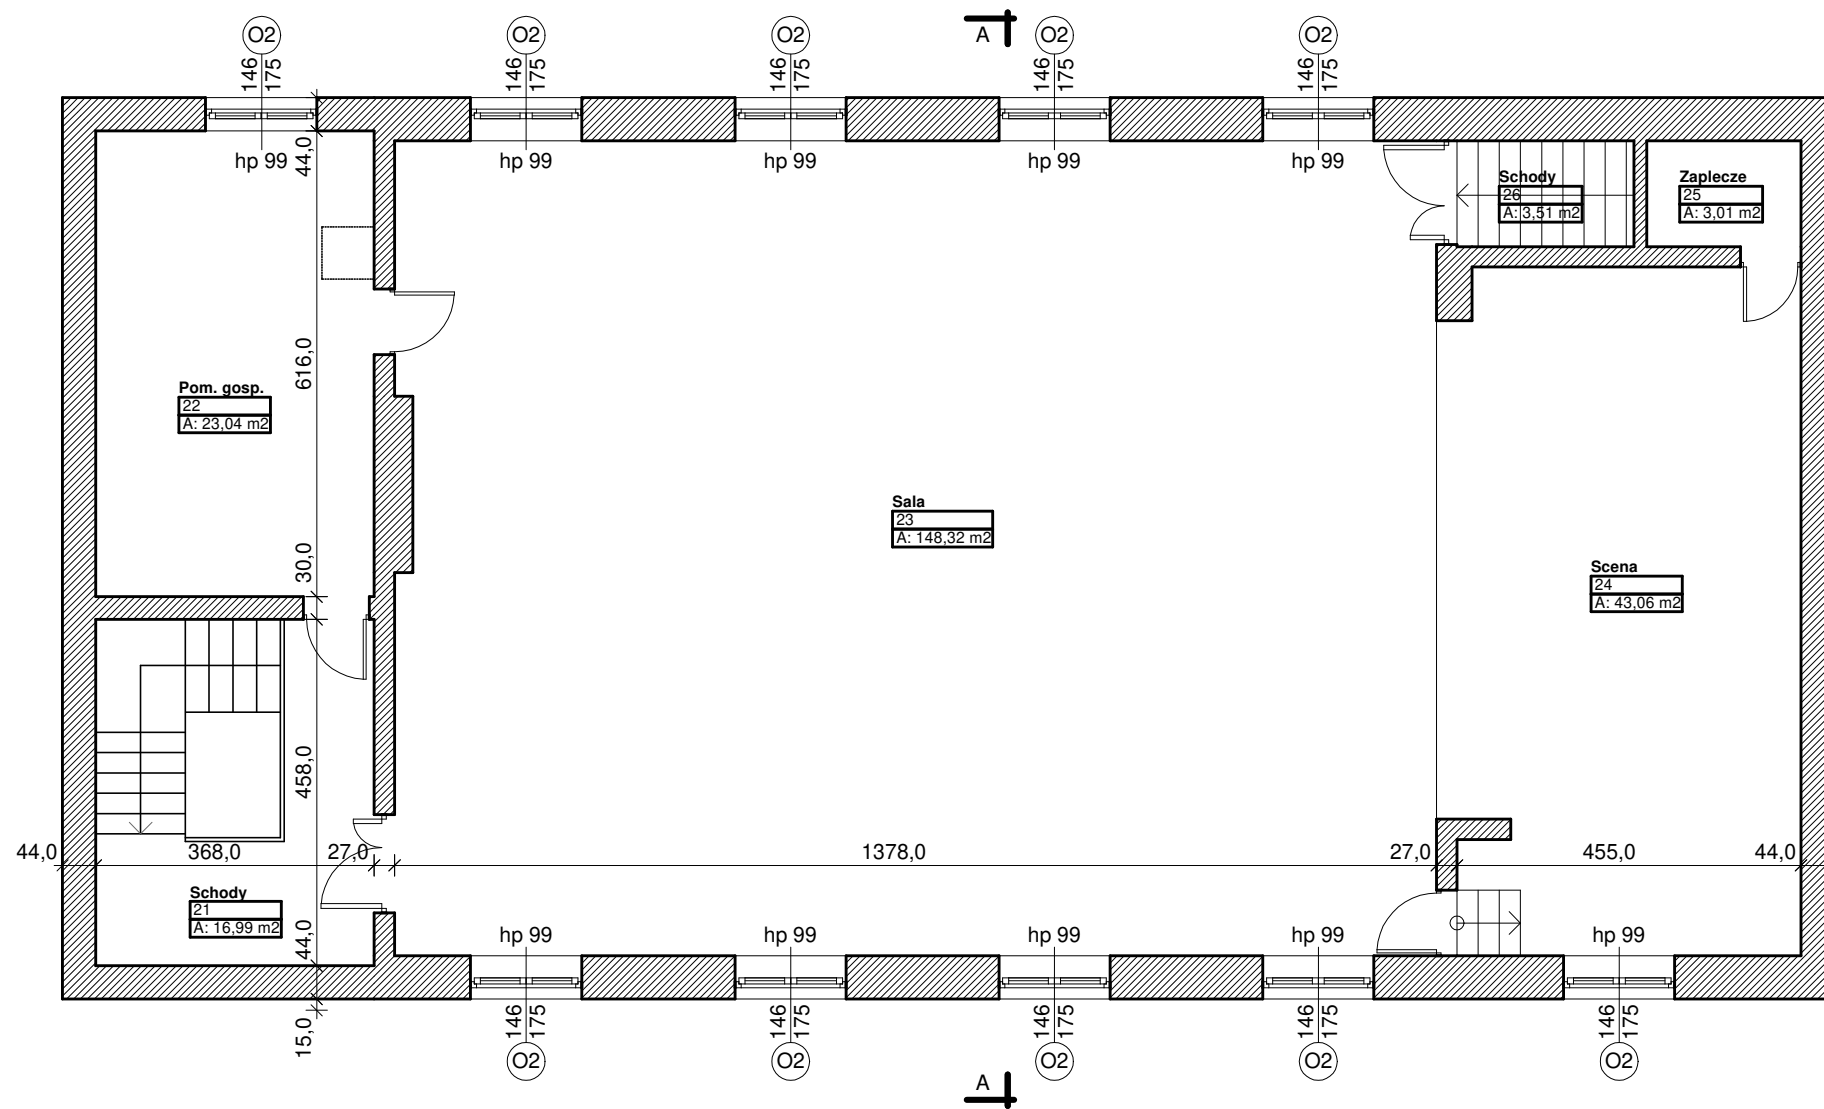 O2 O2 O2 O2 O2
A
146 175 146 175 146 175 146 175 146 175
hp 99 hp 99 hp 99 hp 99 hp 99
44,0
Schody
26
A: 3,51 m2
Zaplecze
25
A: 3,01 m2
616,0
Pom. gosp.
22
A: 23,04 m2
Sala
23
A: 148,32 m2
30,0
Scena
24
A: 43,06 m2
458,0
44,0 368,0 27,0 1378,0 27,0 455,0 44,0
Schody
21
A: 16,99 m2
44,0
hp 99 hp 99 hp 99 hp 99 hp 99
15,0
146 175 146 175 146 175 146 175 146 175
O2 O2 O2 O2 O2
A